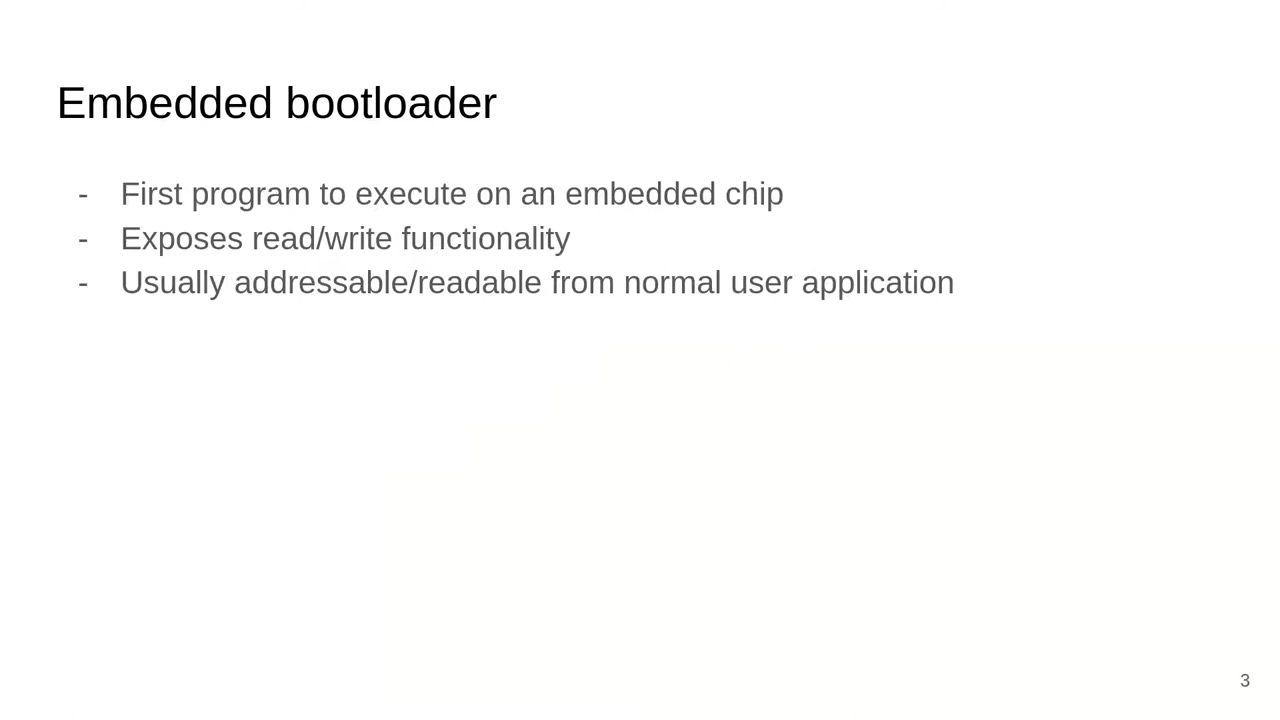 Embedded bootloader
- First program to execute on an embedded chip
- Exposes read/write functionality
- Usually addressable/readable from normal user application
3